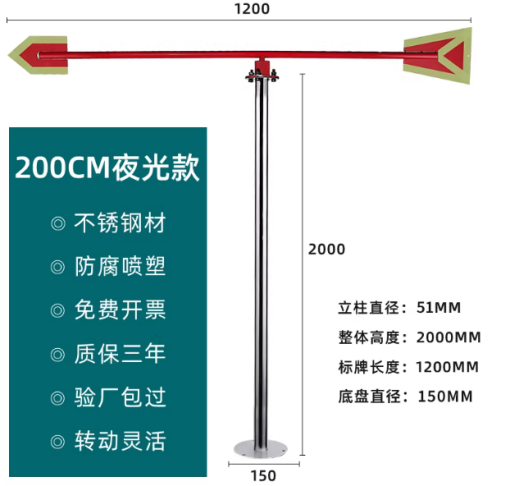 1200
200CM夜光款
◎ 不锈钢材
◎ 防腐喷塑
◎ 免费开票
◎ 质保三年
◎ 验厂包过
◎ 转动灵活
2000
立柱直径：51MM
整体高度：2000MM
标牌长度：1200MM
底盘直径：150MM
150